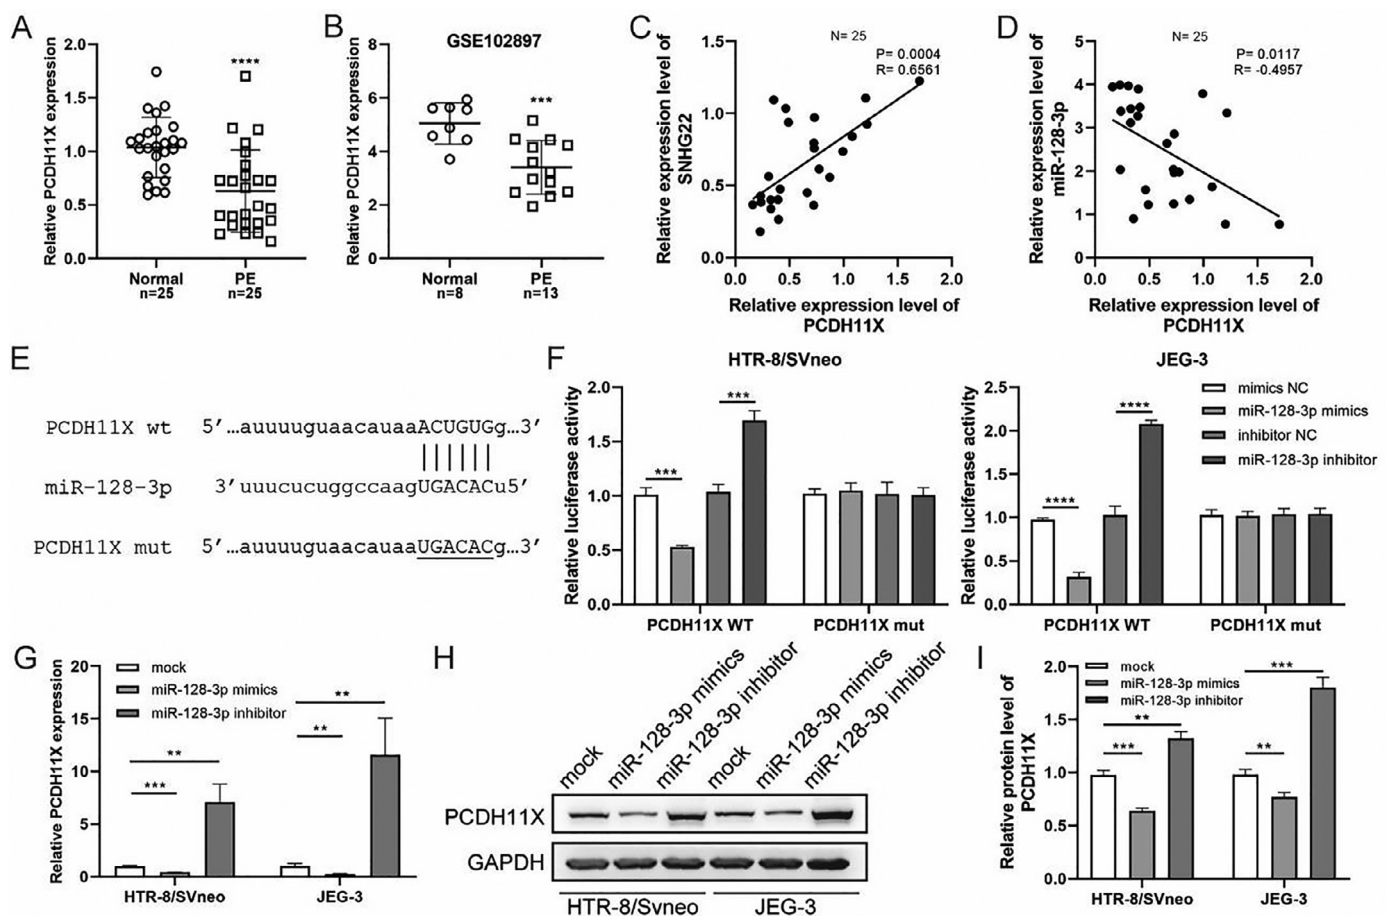 A
Relative PCDH11X expression
2.0
1.5
1.0
0.5
0.0
****
Normal
n=25
PE
n=25
B
Relative PCDH11X expression
GSE102897
8
6
4
2
0
***
Normal
n=8
PE
n=13
C
Relative expression level of
SNHG22
N= 25
P= 0.0004
R= 0.6561
1.5
1.0
0.5
0.0
0.0 0.5 1.0 1.5 2.0
Relative expression level of
PCDH11X
D
Relative expression level of
miR-128-3p
N= 25
P= 0.0117
R= -0.4957
5
4
3
2
1
0
0.0 0.5 1.0 1.5 2.0
Relative expression level of
PCDH11X
E
PCDH11X wt 5′…auuuuguaacauaaACUGUGg…3′
miR-128-3p 3′uuucucuggccaagUGACACu5′
PCDH11X mut 5′…auuuuguaacauaaUGACACg…3′
F
HTR-8/SVneo
Relative luciferase activity
2.0
1.5
1.0
0.5
0.0
***
***
PCDH11X WT PCDH11X mut
JEG-3
Relative luciferase activity
2.5
2.0
1.5
1.0
0.5
0.0
****
****
PCDH11X WT PCDH11X mut
mimics NC
miR-128-3p mimics
inhibitor NC
miR-128-3p inhibitor
G
Relative PCDH11X expression
20
15
10
5
0
mock
miR-128-3p mimics
miR-128-3p inhibitor
**
***
**
**
HTR-8/SVneo JEG-3
H
mock
miR-128-3p mimics
miR-128-3p inhibitor
mock
miR-128-3p mimics
miR-128-3p inhibitor
PCDH11X
GAPDH
HTR-8/Svneo JEG-3
I
Relative protein level of
PCDH11X
2.0
1.5
1.0
0.5
0.0
mock
miR-128-3p mimics
miR-128-3p inhibitor
**
***
***
**
HTR-8/SVneo JEG-3